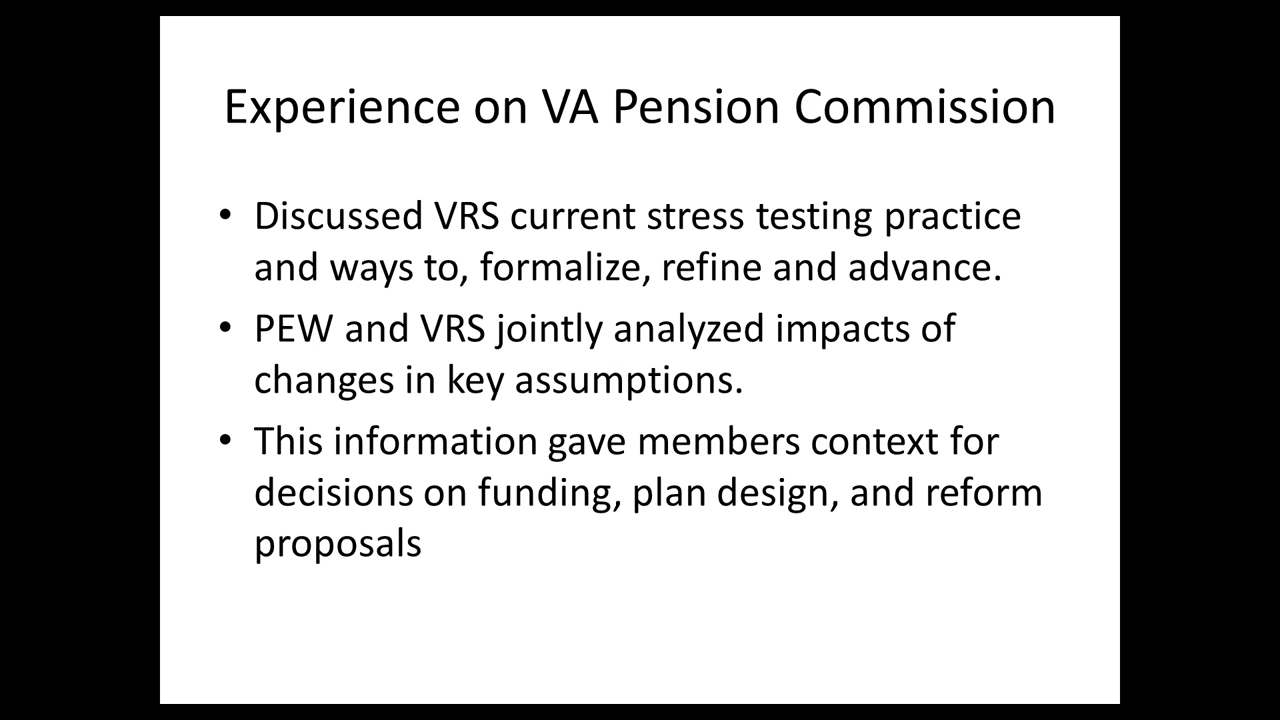 Experience on VA Pension Commission
• Discussed VRS current stress testing practice
and ways to, formalize, refine and advance.
• PEW and VRS jointly analyzed impacts of
changes in key assumptions.
• This information gave members context for
decisions on funding, plan design, and reform
proposals